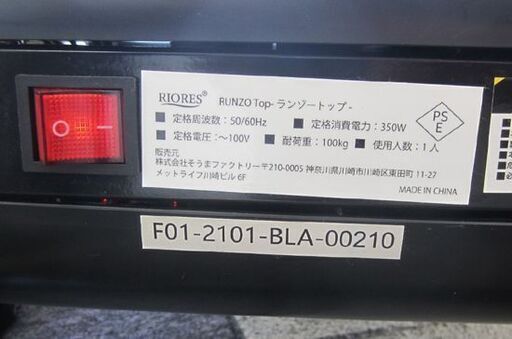 RIORES® RUNZO Top- ランゾートップ -
■ 定格周波数：50/60Hz ■ 定格消費電力：350W
■ 定格電圧：～100V ■ 耐荷重：100kg ■ 使用人数：1人
販売元
株式会社そうまファクトリー〒210-0005 神奈川県川崎市川崎区東田町 11-27
メットライフ川崎ビル 6F
MADE IN CHINA
PS
E
F01-2101-BLA-00210